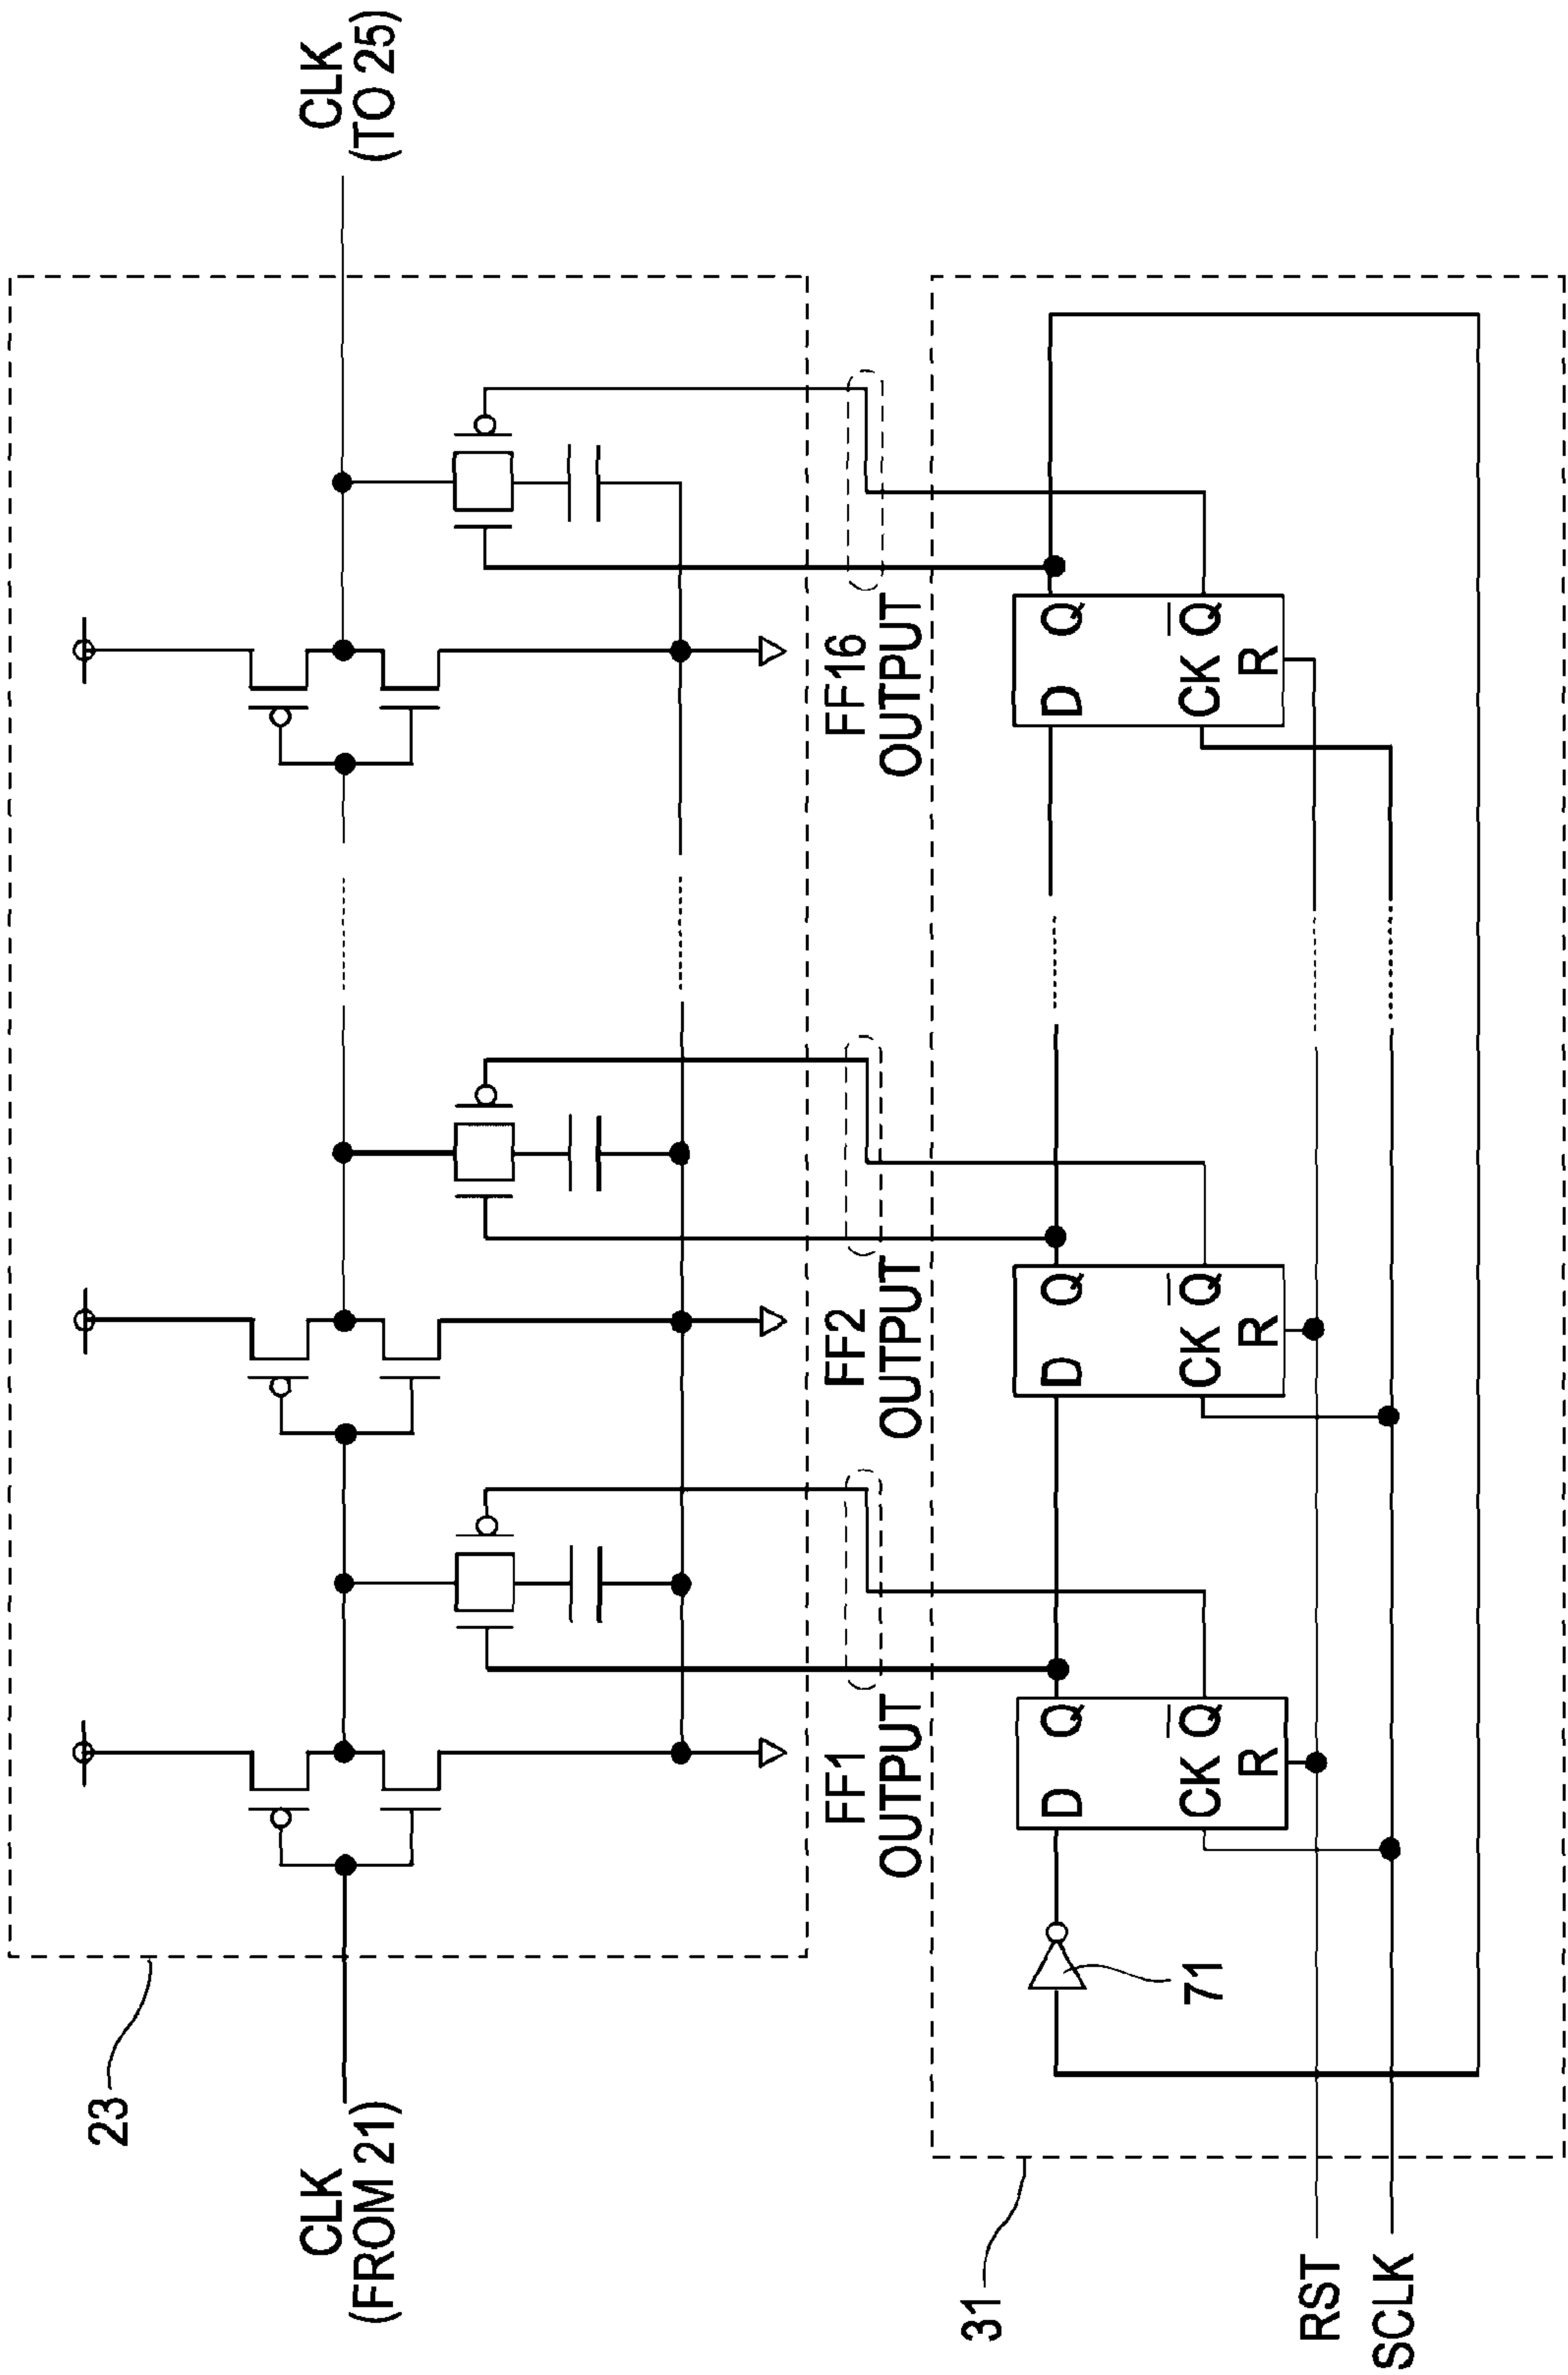 CLK
(TO 25)
CLK
(FROM 21)
23
FF1
OUTPUT
FF2
OUTPUT
FF16
OUTPUT
D Q
CK Q
R
D Q
CK Q
R
D Q
CK Q
R
71
31
RST
SCLK